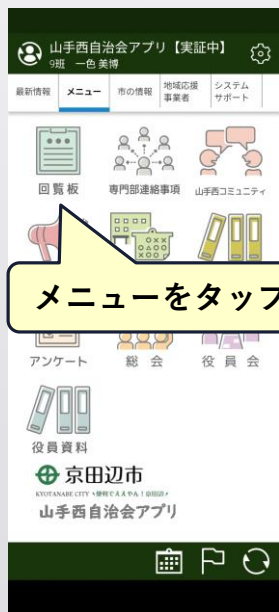 山手西自治会アプリ【実証中】
9班 一色 美博
最新情報 メニュー 市の情報 地域応援事業者 システムサポート
回覧板 専門部連絡事項 山手西コミュニティ
メニューをタップ
アンケート 総会 役員会
役員資料
京田辺市
KYOTANABE CITY
山手西自治会アプリ